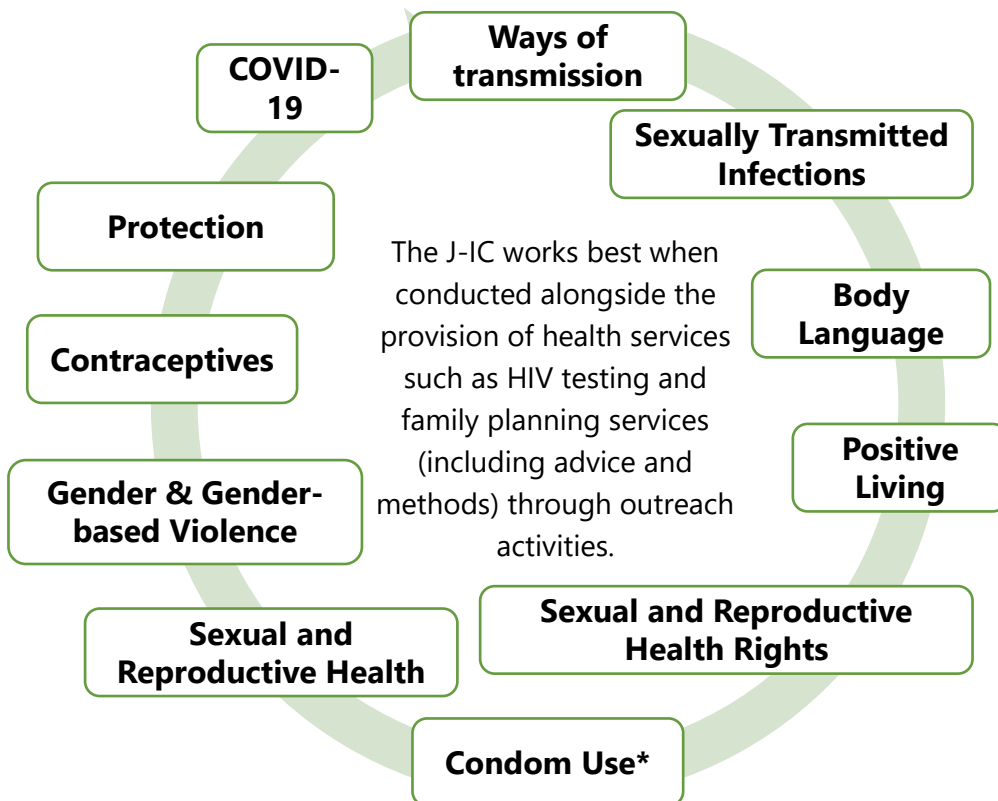 Ways of
transmission
Sexually Transmitted
Infections
Body
Language
Positive
Living
Sexual and Reproductive
Health Rights
Condom Use*
Sexual and
Reproductive Health
Gender & Gender-
based Violence
Contraceptives
Protection
COVID-
19
The J-IC works best when
conducted alongside the
provision of health services
such as HIV testing and
family planning services
(including advice and
methods) through outreach
activities.